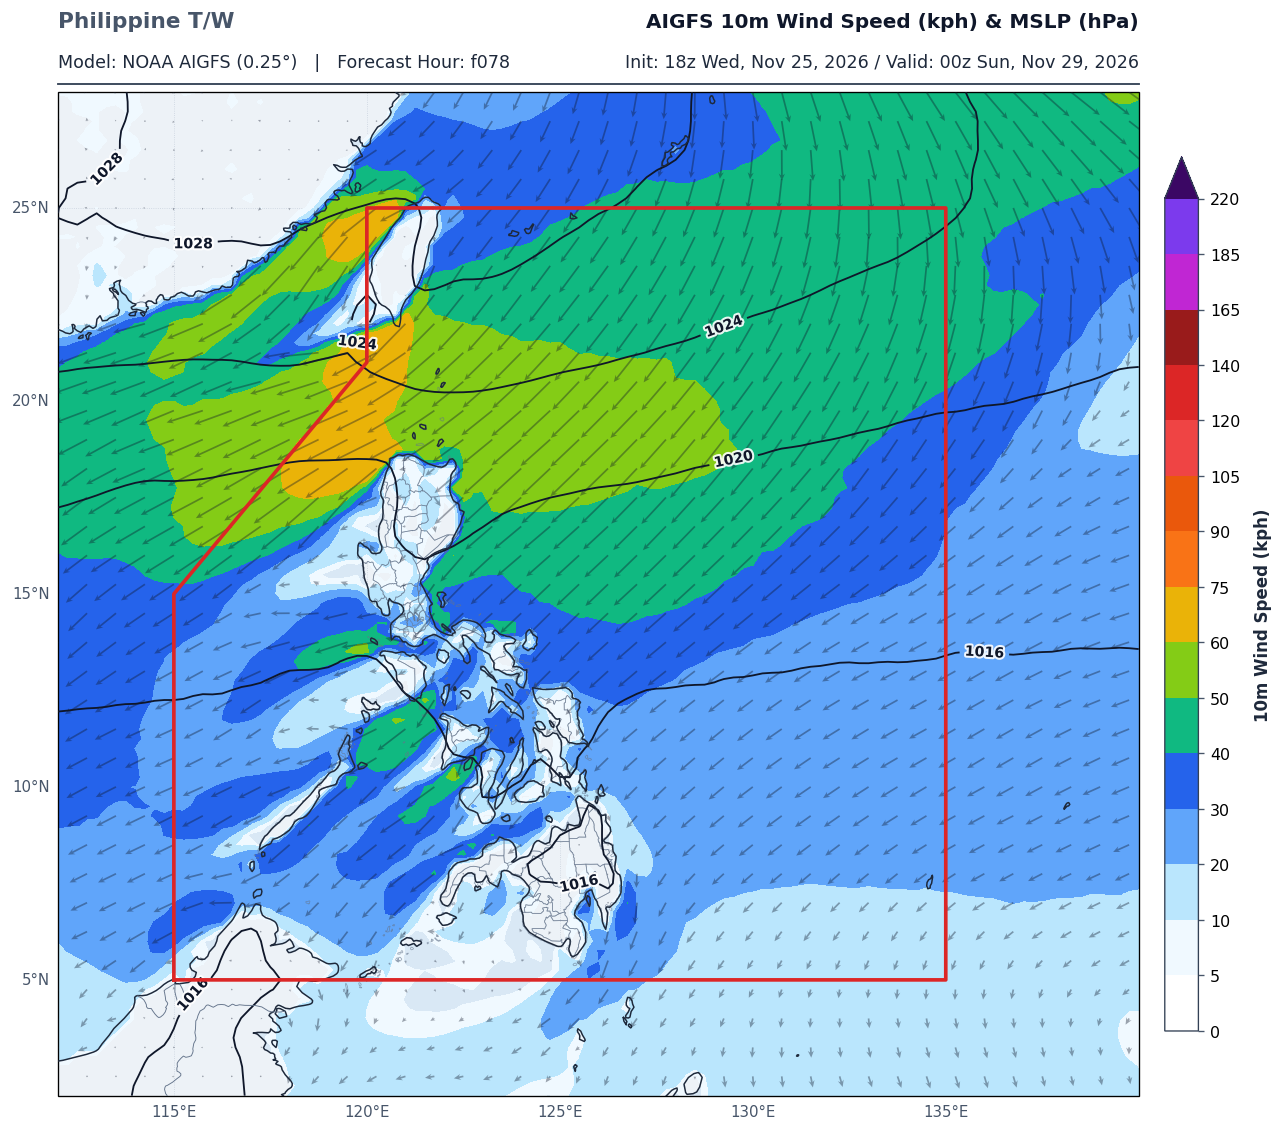 Philippine T/W
AIGFS 10m Wind Speed (kph) & MSLP (hPa)
Model: NOAA AIGFS (0.25°)   |   Forecast Hour: f078
Init: 18z Wed, Nov 25, 2026 / Valid: 00z Sun, Nov 29, 2026
1028
1028
1024
1024
1020
1016
1016
1016
25°N
20°N
15°N
10°N
5°N
115°E
120°E
125°E
130°E
135°E
220
185
165
140
120
105
90
75
60
50
40
30
20
10
5
0
10m Wind Speed (kph)